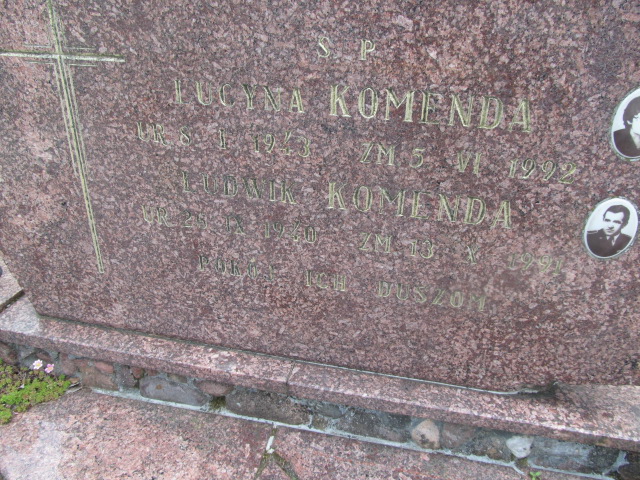 Ś P
LUCYNA KOMENDA
UR 8 I 1943 ZM 5 VI 1992
LUDWIK KOMENDA
UR 25 IX 1940 ZM 13 X 1991
POKÓJ ICH DUSZOM